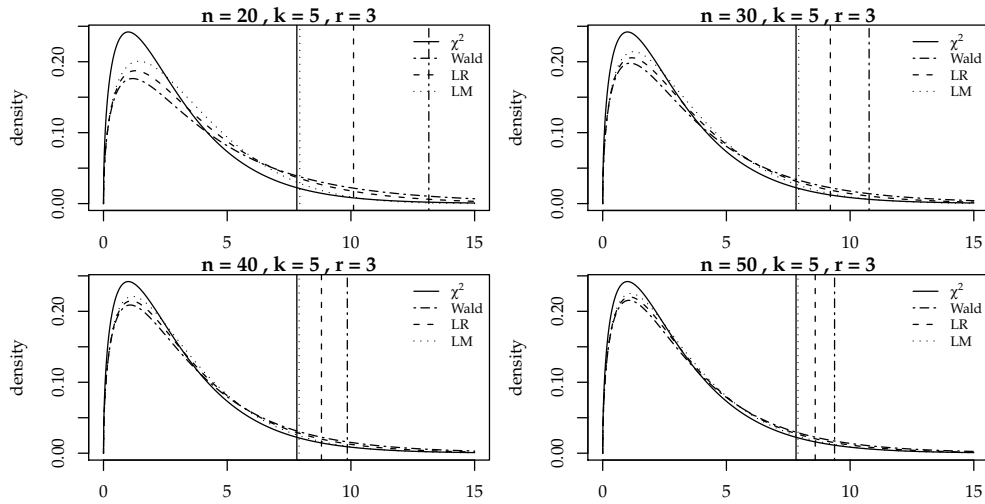 n = 20 , k = 5 , r = 3
density
0.00 0.10 0.20
0 5 10 15
χ²
Wald
LR
LM
n = 30 , k = 5 , r = 3
density
0.00 0.10 0.20
0 5 10 15
χ²
Wald
LR
LM
n = 40 , k = 5 , r = 3
density
0.00 0.10 0.20
0 5 10 15
χ²
Wald
LR
LM
n = 50 , k = 5 , r = 3
density
0.00 0.10 0.20
0 5 10 15
χ²
Wald
LR
LM